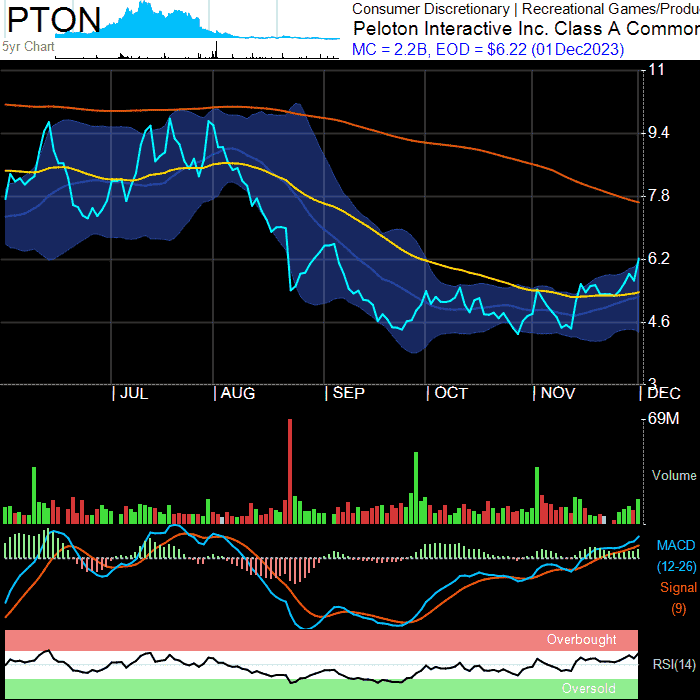 PTON
5yr Chart
Consumer Discretionary | Recreational Games/Produ
Peloton Interactive Inc. Class A Common
MC = 2.2B, EOD = $6.22 (01Dec2023)
11
9.4
7.8
6.2
4.6
3
JUL AUG SEP OCT NOV DEC
69M
Volume
MACD
(12-26)
Signal
(9)
Overbought
RSI(14)
Oversold